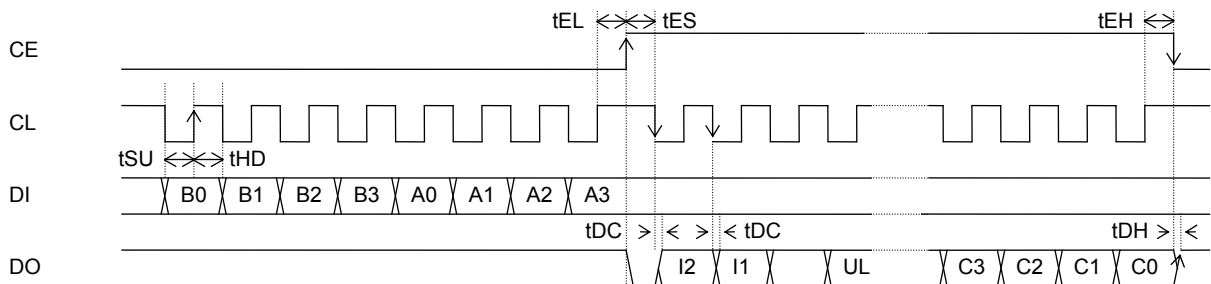 tEL tES tEH
CE
CL
tSU tHD
DI B0 B1 B2 B3 A0 A1 A2 A3
tDC tDC tDH
DO I2 I1 UL C3 C2 C1 C0